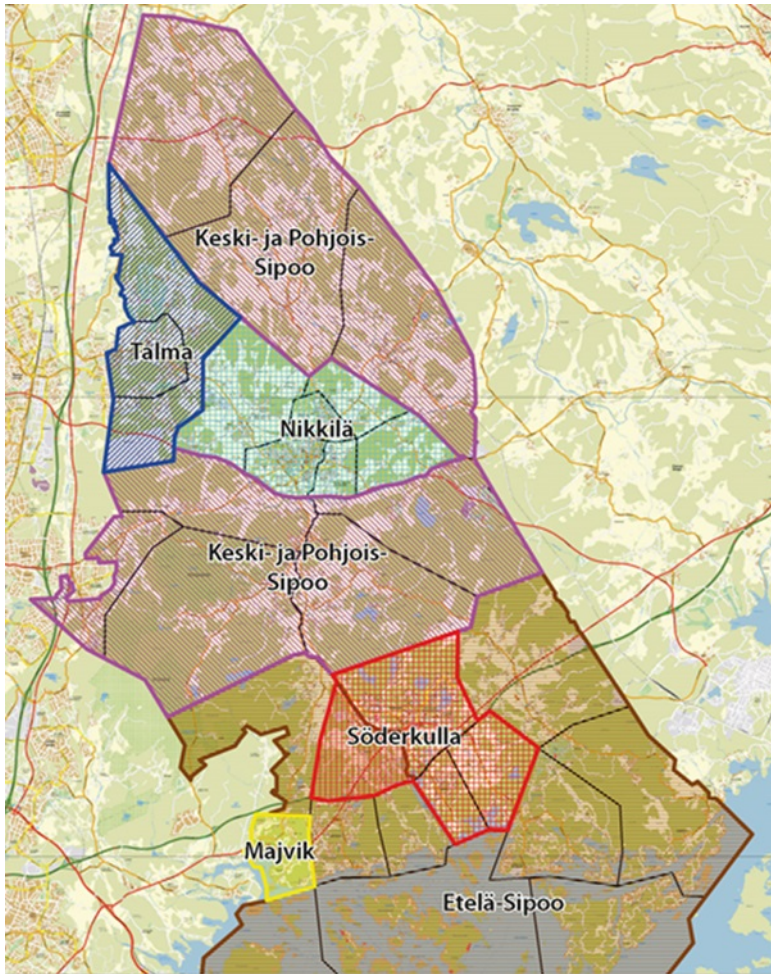 Keski- ja Pohjois-
Sipoo
Talma
Nikkilä
Keski- ja Pohjois-
Sipoo
Söderkulla
Majvik
Etelä-Sipoo